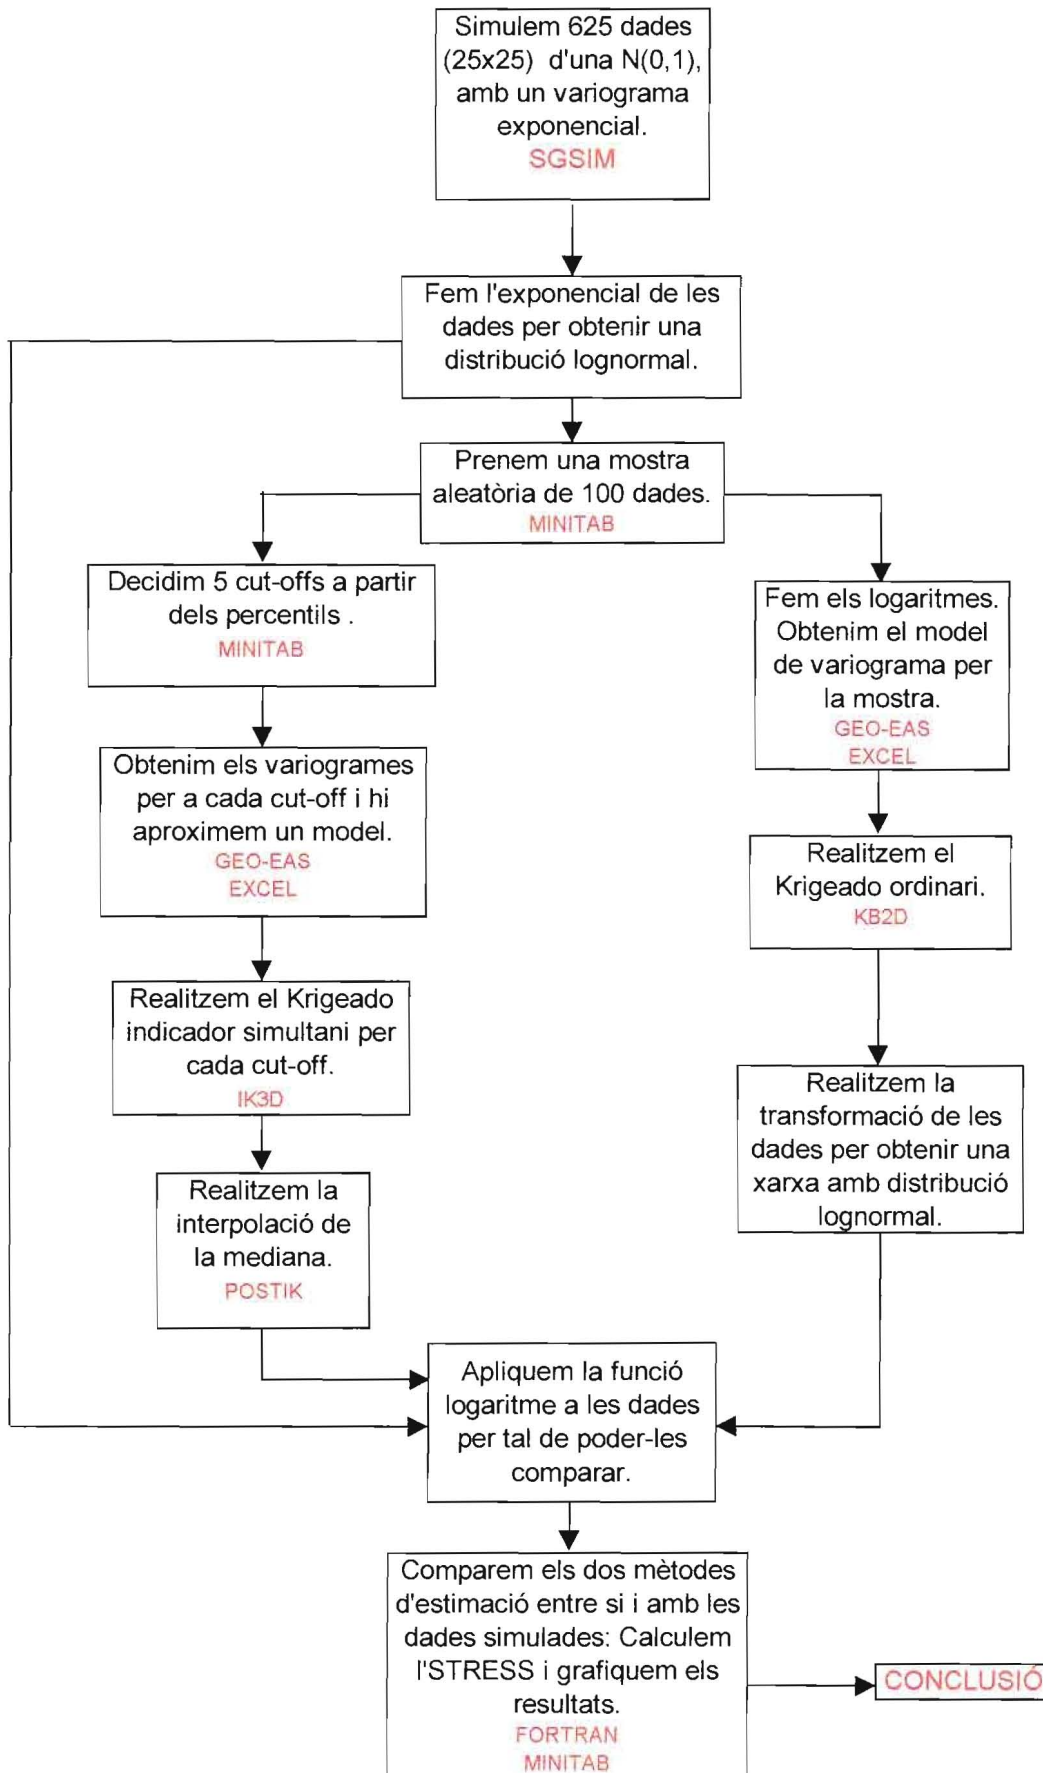 Simulem 625 dades
(25x25) d'una N(0,1),
amb un variograma
exponencial.
SGSIM
Fem l'exponencial de les
dades per obtenir una
distribució lognormal.
Prenem una mostra
aleatòria de 100 dades.
MINITAB
Decidim 5 cut-offs a partir
dels percentils .
MINITAB
Obtenim els variogrames
per a cada cut-off i hi
aproximem un model.
GEO-EAS
EXCEL
Realitzem el Krigeado
indicador simultani per
cada cut-off.
IK3D
Realitzem la
interpolació de
la mediana.
POSTIK
Fem els logaritmes.
Obtenim el model
de variograma per
la mostra.
GEO-EAS
EXCEL
Realitzem el
Krigeado ordinari.
KB2D
Realitzem la
transformació de les
dades per obtenir una
xarxa amb distribució
lognormal.
Apliquem la funció
logaritme a les dades
per tal de poder-les
comparar.
Comparem els dos mètodes
d'estimació entre si i amb les
dades simulades: Calculem
l'STRESS i grafiquem els
resultats.
FORTRAN
MINITAB
CONCLUSIÓ